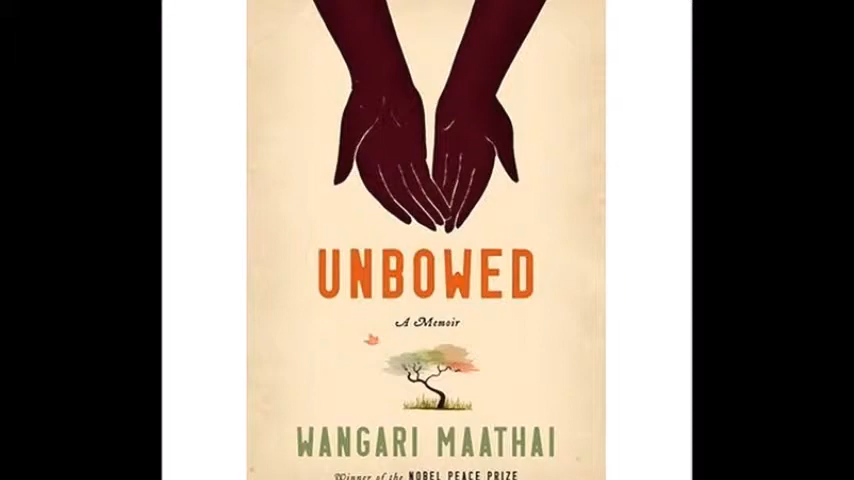 UNBOWED
A Memoir
WANGARI MAATHAI
Winner of the NOBEL PEACE PRIZE